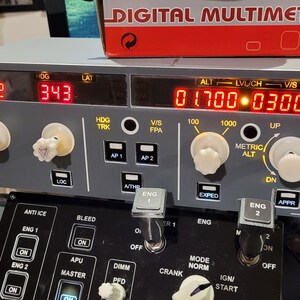 DIGITAL MULTIME
HDG LAT ALT LVL/CH V/S
343 01700 0300
HDG V/S 100 1000 UP
TRK FPA
AP 1 AP 2 METRIC
ALT
LOC A/THR EXPED DN APPR
ENG
1
ENG
2
ANTI ICE BLEED OFF OFF
ENG 1 ON
ON
APU DIMM MODE
NORM IGN/
START
ENG 2 MASTER PFD CRANK
ON